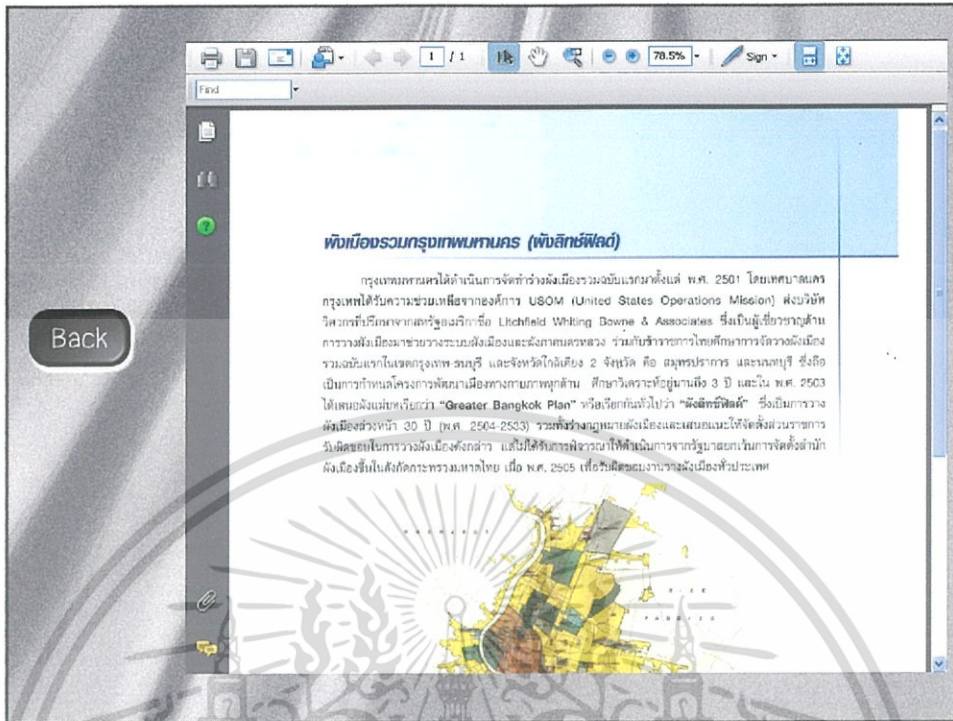 1 / 1
78.5%
Sign
Find
Back
ผังเมืองรวมกรุงเทพมหานคร (ผังลิทช์ฟิลด์)
กรุงเทพมหานครได้ดำเนินการจัดทำร่างผังเมืองรวมฉบับแรกมาตั้งแต่ พ.ศ. 2501 โดยเทศบาลนคร
กรุงเทพได้รับความช่วยเหลือจากองค์การ USOM (United States Operations Mission) ส่งบริษัท
วิศวกรที่ปรึกษาจากสหรัฐอเมริกาชื่อ Litchfield Whiting Bowne & Associates ซึ่งเป็นผู้เชี่ยวชาญด้าน
การวางผังเมืองมาช่วยวางระบบผังเมืองและผังภาคนครหลวง ร่วมกับข้าราชการไทยศึกษาการจัดวางผังเมือง
รวมฉบับแรกในเขตกรุงเทพ-ธนบุรี และจังหวัดใกล้เคียง 2 จังหวัด คือ สมุทรปราการ และนนทบุรี ซึ่งถือ
เป็นการกำหนดโครงการพัฒนาเมืองทางกายภาพทุกด้าน ศึกษาวิเคราะห์อยู่นานถึง 3 ปี และใน พ.ศ. 2503
ได้เสนอผังแม่บทเรียกว่า "Greater Bangkok Plan" หรือเรียกกันทั่วไปว่า "ผังลิทช์ฟิลด์" ซึ่งเป็นการวาง
ผังเมืองล่วงหน้า 30 ปี (พ.ศ. 2504-2533) รวมทั้งร่างกฎหมายผังเมืองและเสนอแนะให้จัดตั้งส่วนราชการ
รับผิดชอบในการวางผังเมืองดังกล่าว แต่ไม่ได้รับการพิจารณาให้ดำเนินการจากรัฐบาลยกเว้นการจัดตั้งสำนัก
ผังเมืองขึ้นในสังกัดกระทรวงมหาดไทย เมื่อ พ.ศ. 2505 เพื่อรับผิดชอบงานวางผังเมืองทั่วประเทศ